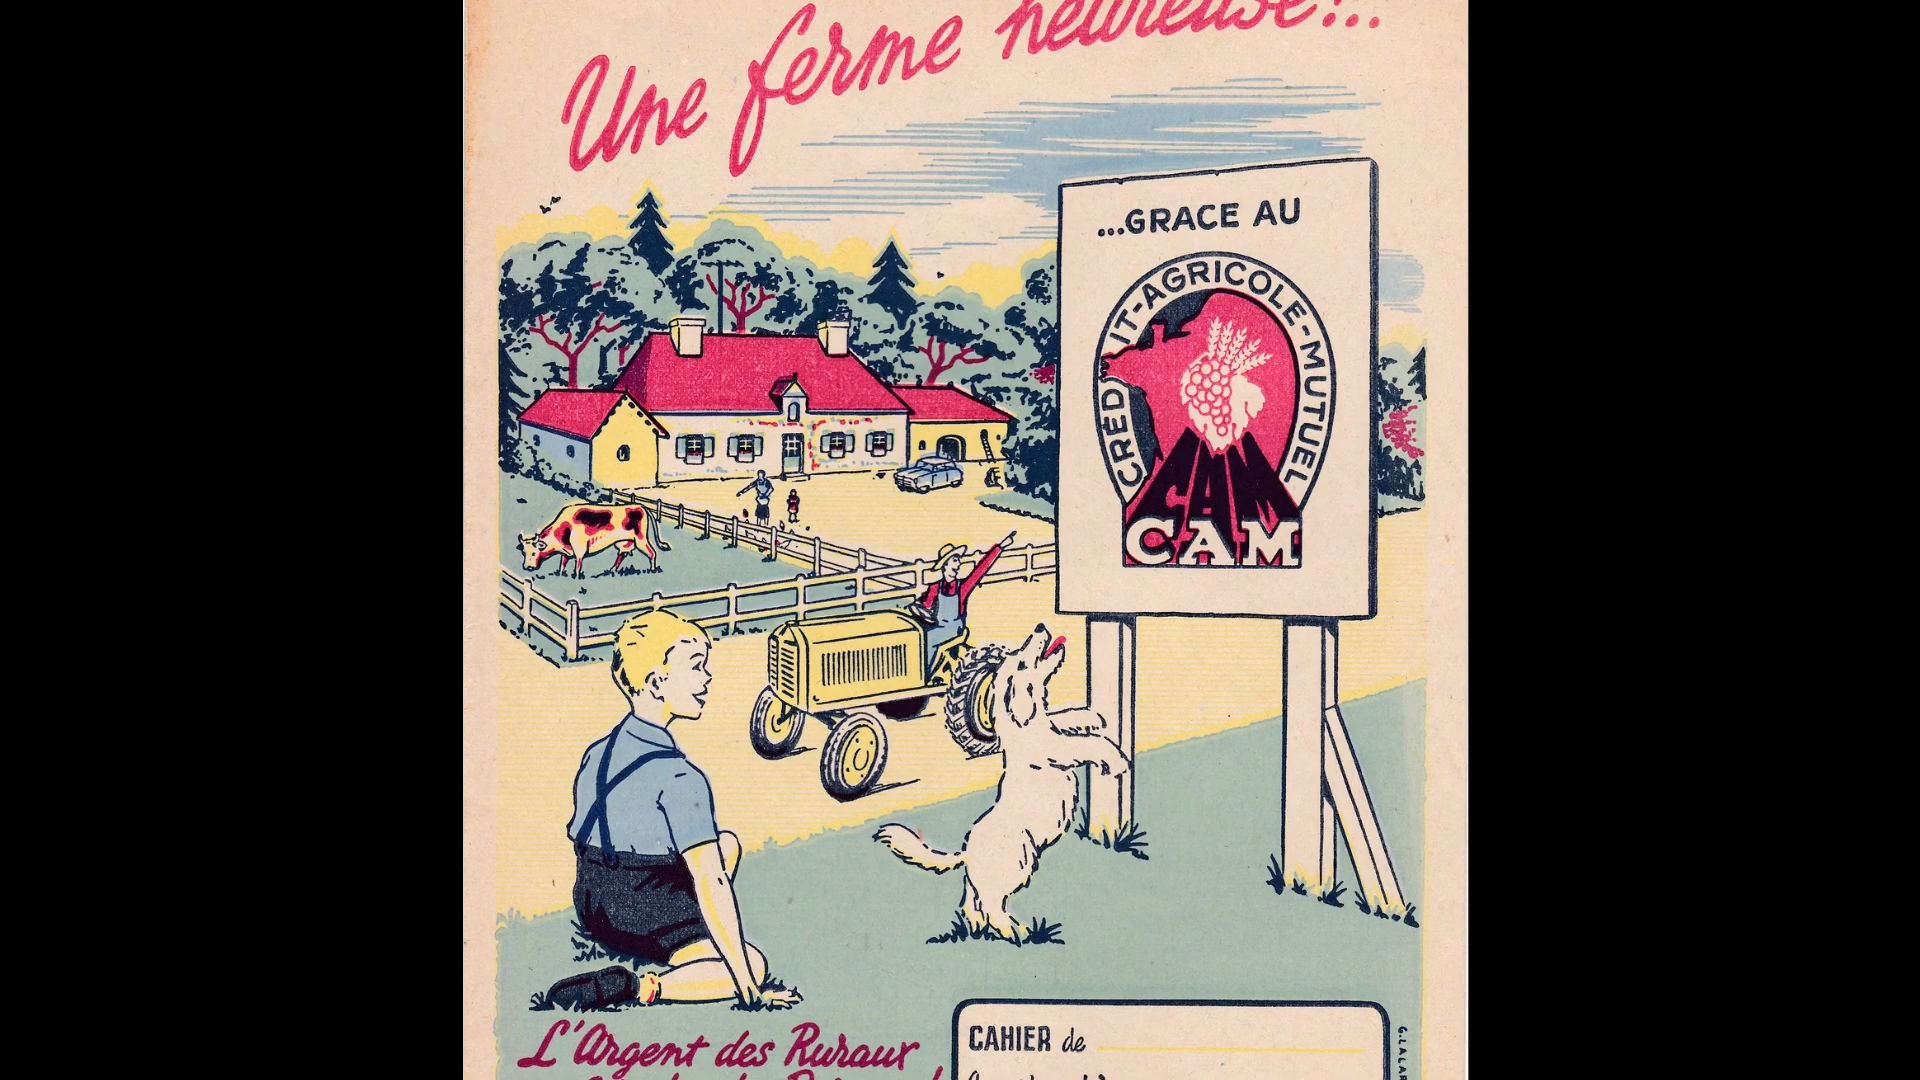 Une ferme heureuse!..
...GRACE AU
CRÉDIT-AGRICOLE-MUTUEL
CAM
CAM
L'Argent des Ruraux
CAHIER de